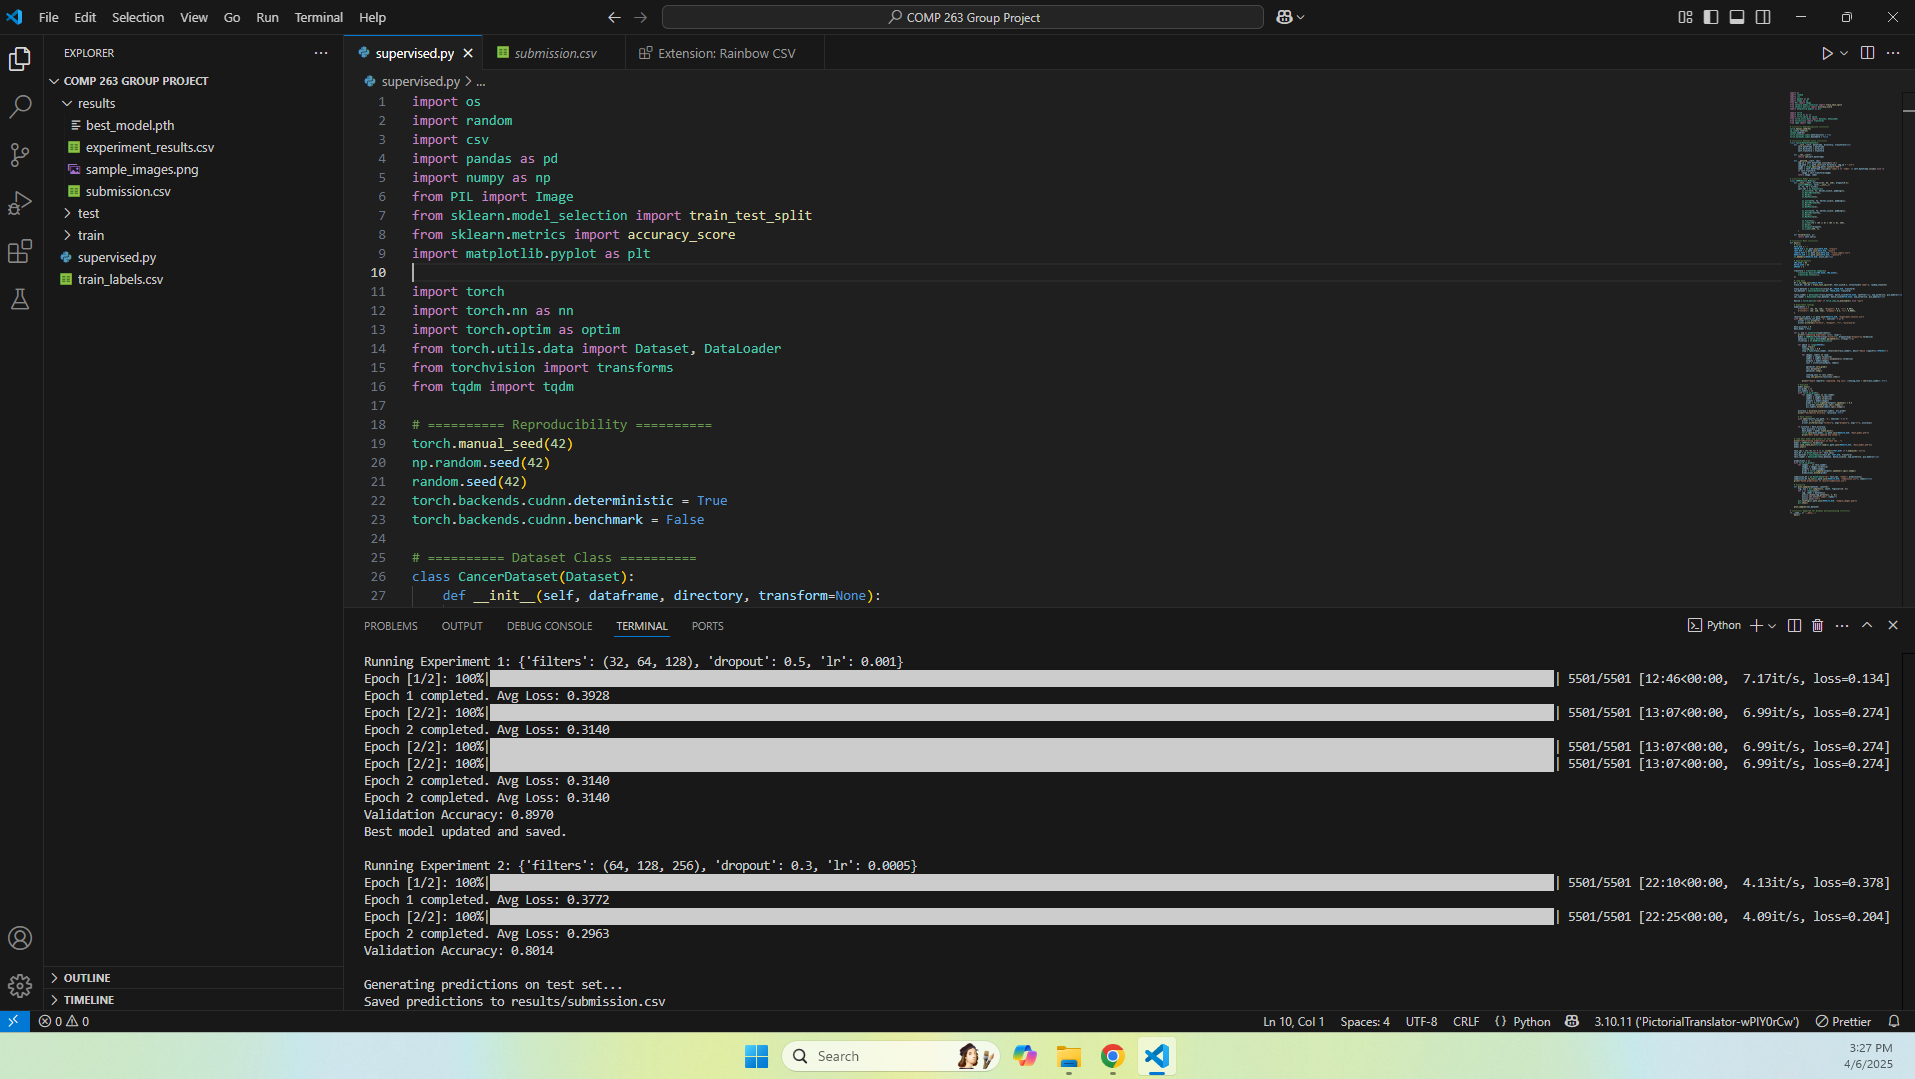 File Edit Selection View Go Run Terminal Help
COMP 263 Group Project
EXPLORER
COMP 263 GROUP PROJECT
results
best_model.pth
experiment_results.csv
sample_images.png
submission.csv
test
train
supervised.py
train_labels.csv
OUTLINE
TIMELINE
supervised.py
submission.csv
Extension: Rainbow CSV
supervised.py > ...
1 import os
2 import random
3 import csv
4 import pandas as pd
5 import numpy as np
6 from PIL import Image
7 from sklearn.model_selection import train_test_split
8 from sklearn.metrics import accuracy_score
9 import matplotlib.pyplot as plt
10
11 import torch
12 import torch.nn as nn
13 import torch.optim as optim
14 from torch.utils.data import Dataset, DataLoader
15 from torchvision import transforms
16 from tqdm import tqdm
17
18 # ========== Reproducibility ==========
19 torch.manual_seed(42)
20 np.random.seed(42)
21 random.seed(42)
22 torch.backends.cudnn.deterministic = True
23 torch.backends.cudnn.benchmark = False
24
25 # ========== Dataset Class ==========
26 class CancerDataset(Dataset):
27 def __init__(self, dataframe, directory, transform=None):
PROBLEMS OUTPUT DEBUG CONSOLE TERMINAL PORTS
Python
Running Experiment 1: {'filters': (32, 64, 128), 'dropout': 0.5, 'lr': 0.001}
Epoch [1/2]: 100%| | 5501/5501 [12:46<00:00, 7.17it/s, loss=0.134]
Epoch 1 completed. Avg Loss: 0.3928
Epoch [2/2]: 100%| | 5501/5501 [13:07<00:00, 6.99it/s, loss=0.274]
Epoch 2 completed. Avg Loss: 0.3140
Epoch [2/2]: 100%| | 5501/5501 [13:07<00:00, 6.99it/s, loss=0.274]
Epoch [2/2]: 100%| | 5501/5501 [13:07<00:00, 6.99it/s, loss=0.274]
Epoch 2 completed. Avg Loss: 0.3140
Epoch 2 completed. Avg Loss: 0.3140
Validation Accuracy: 0.8970
Best model updated and saved.
Running Experiment 2: {'filters': (64, 128, 256), 'dropout': 0.3, 'lr': 0.0005}
Epoch [1/2]: 100%| | 5501/5501 [22:10<00:00, 4.13it/s, loss=0.378]
Epoch 1 completed. Avg Loss: 0.3772
Epoch [2/2]: 100%| | 5501/5501 [22:25<00:00, 4.09it/s, loss=0.204]
Epoch 2 completed. Avg Loss: 0.2963
Validation Accuracy: 0.8014
Generating predictions on test set...
Saved predictions to results/submission.csv
0 0 Ln 10, Col 1 Spaces: 4 UTF-8 CRLF {} Python 3.10.11 ('PictorialTranslator-wPIY0rCw') Prettier
Search
3:27 PM
4/6/2025